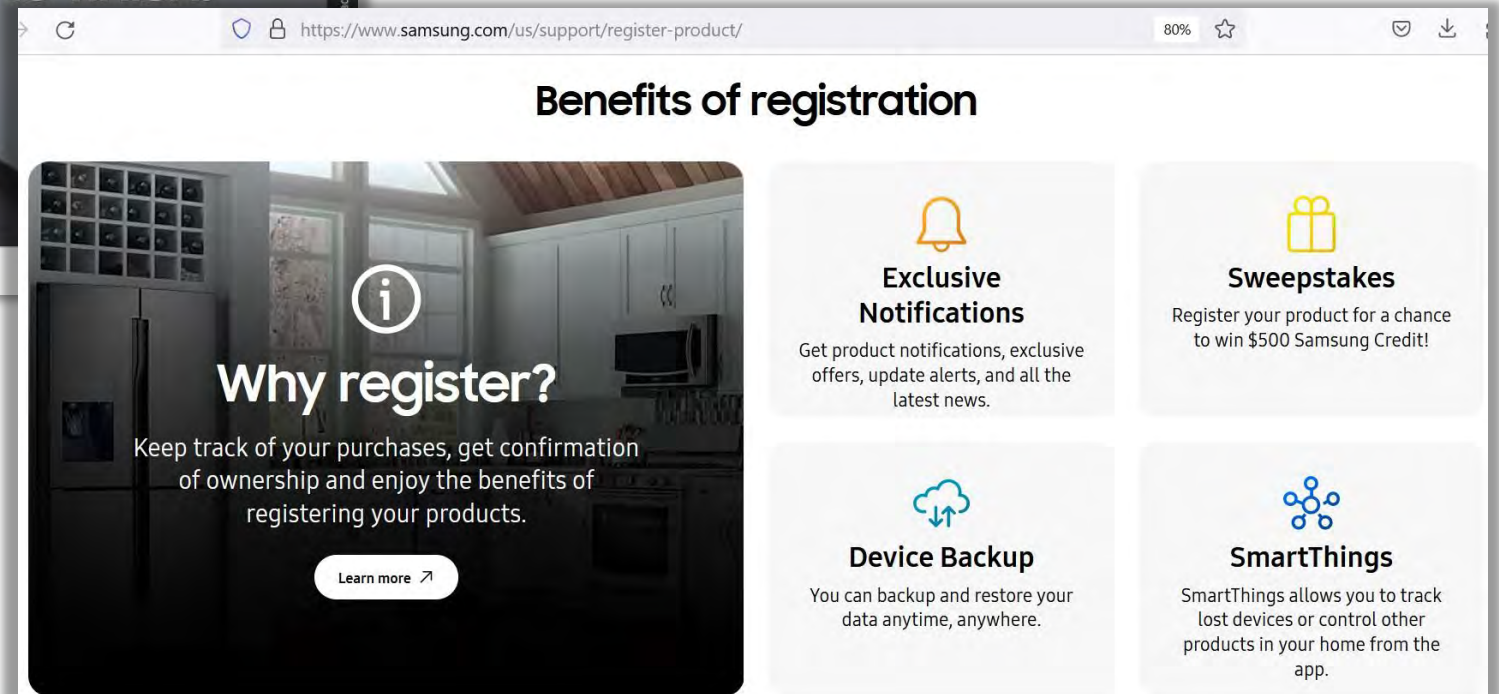 https://www.samsung.com/us/support/register-product/
80%
Benefits of registration
Why register?
Keep track of your purchases, get confirmation
of ownership and enjoy the benefits of
registering your products.
Learn more
Exclusive
Notifications
Get product notifications, exclusive
offers, update alerts, and all the
latest news.
Sweepstakes
Register your product for a chance
to win $500 Samsung Credit!
Device Backup
You can backup and restore your
data anytime, anywhere.
SmartThings
SmartThings allows you to track
lost devices or control other
products in your home from the
app.